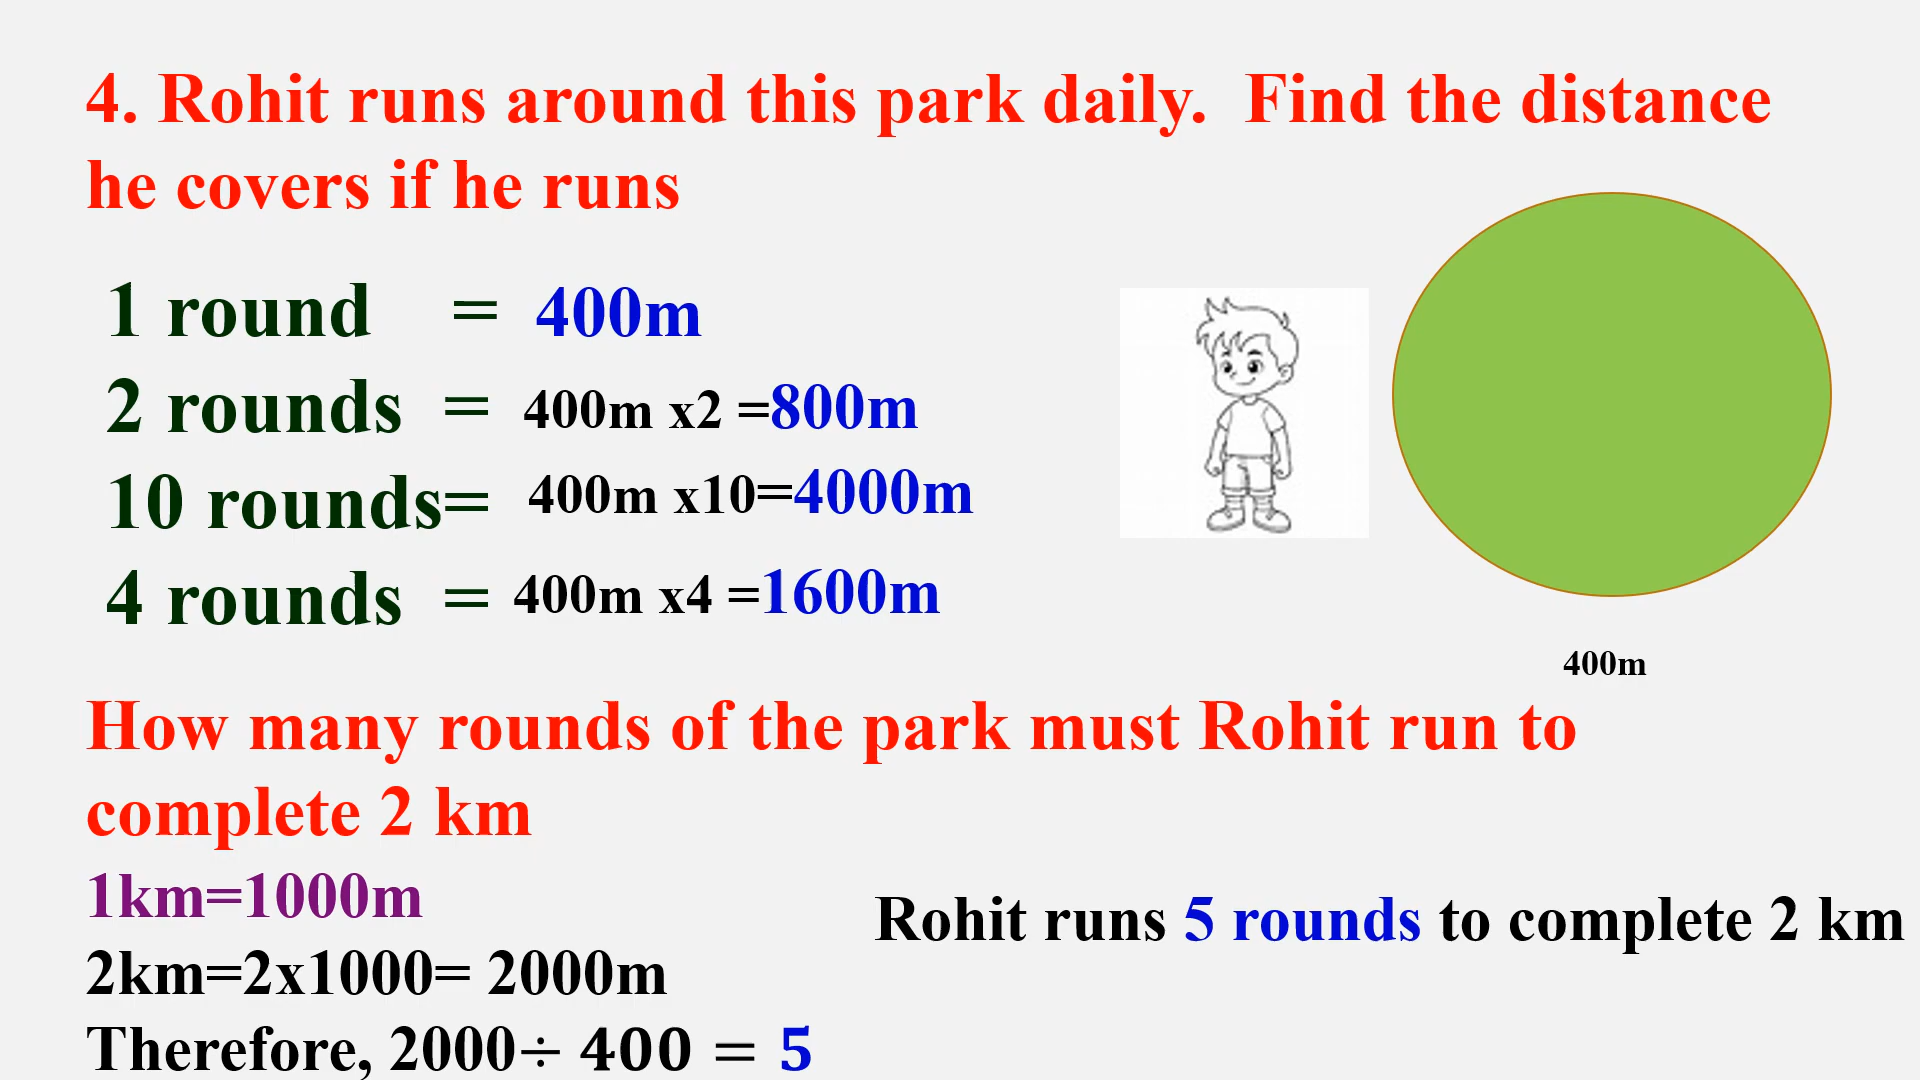 4. Rohit runs around this park daily. Find the distance
he covers if he runs
1 round = 400m
2 rounds = 400m x2 =800m
10 rounds= 400m x10=4000m
4 rounds = 400m x4 =1600m
400m
How many rounds of the park must Rohit run to
complete 2 km
1km=1000m
2km=2x1000= 2000m
Therefore, 2000÷ 400 = 5
Rohit runs 5 rounds to complete 2 km